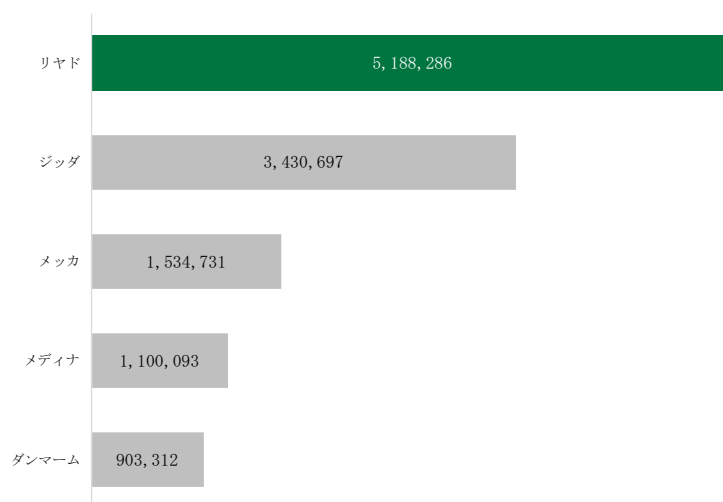 リヤド 5,188,286
ジッダ 3,430,697
メッカ 1,534,731
メディナ 1,100,093
ダンマーム 903,312